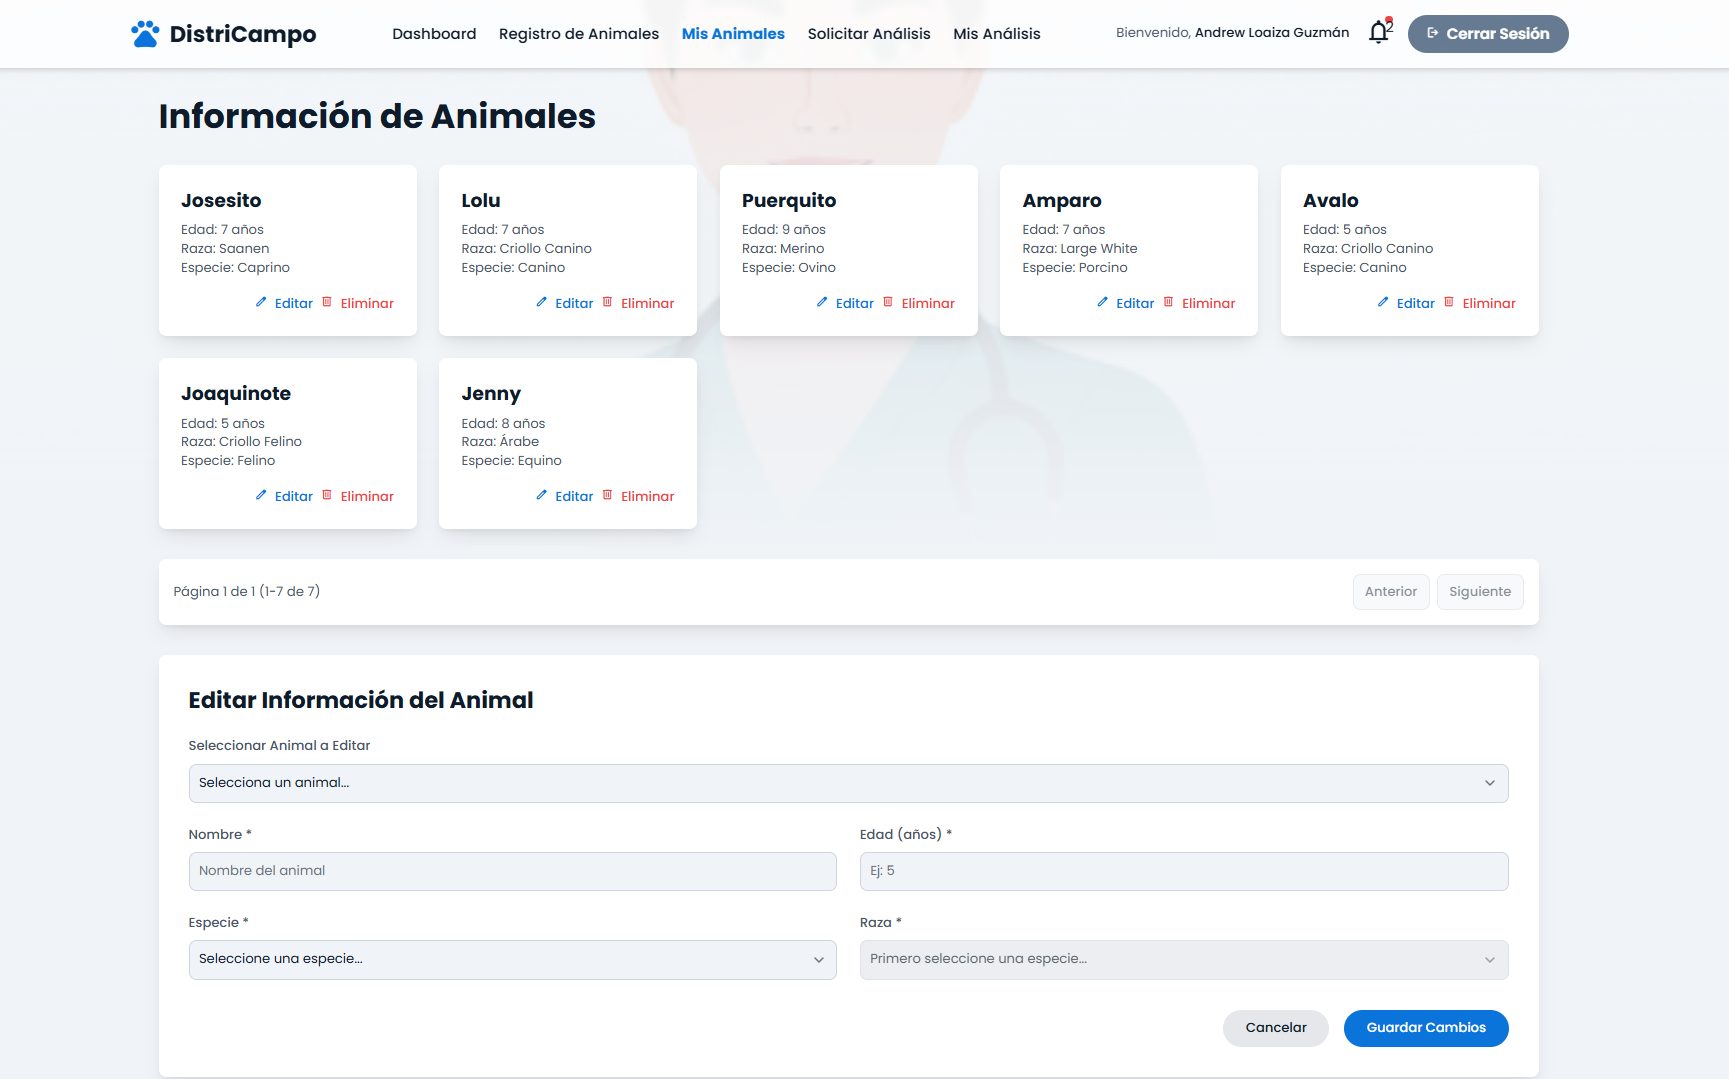 DistriCampo
Dashboard Registro de Animales Mis Animales Solicitar Análisis Mis Análisis
Bienvenido, Andrew Loaiza Guzmán
2
Cerrar Sesión
Información de Animales
Josesito
Edad: 7 años
Raza: Saanen
Especie: Caprino
Editar Eliminar
Lolu
Edad: 7 años
Raza: Criollo Canino
Especie: Canino
Editar Eliminar
Puerquito
Edad: 9 años
Raza: Merino
Especie: Ovino
Editar Eliminar
Amparo
Edad: 7 años
Raza: Large White
Especie: Porcino
Editar Eliminar
Avalo
Edad: 5 años
Raza: Criollo Canino
Especie: Canino
Editar Eliminar
Joaquinote
Edad: 5 años
Raza: Criollo Felino
Especie: Felino
Editar Eliminar
Jenny
Edad: 8 años
Raza: Árabe
Especie: Equino
Editar Eliminar
Página 1 de 1 (1-7 de 7)
Anterior Siguiente
Editar Información del Animal
Seleccionar Animal a Editar
Selecciona un animal...
Nombre *
Nombre del animal
Edad (años) *
Ej: 5
Especie *
Seleccione una especie...
Raza *
Primero seleccione una especie...
Cancelar Guardar Cambios